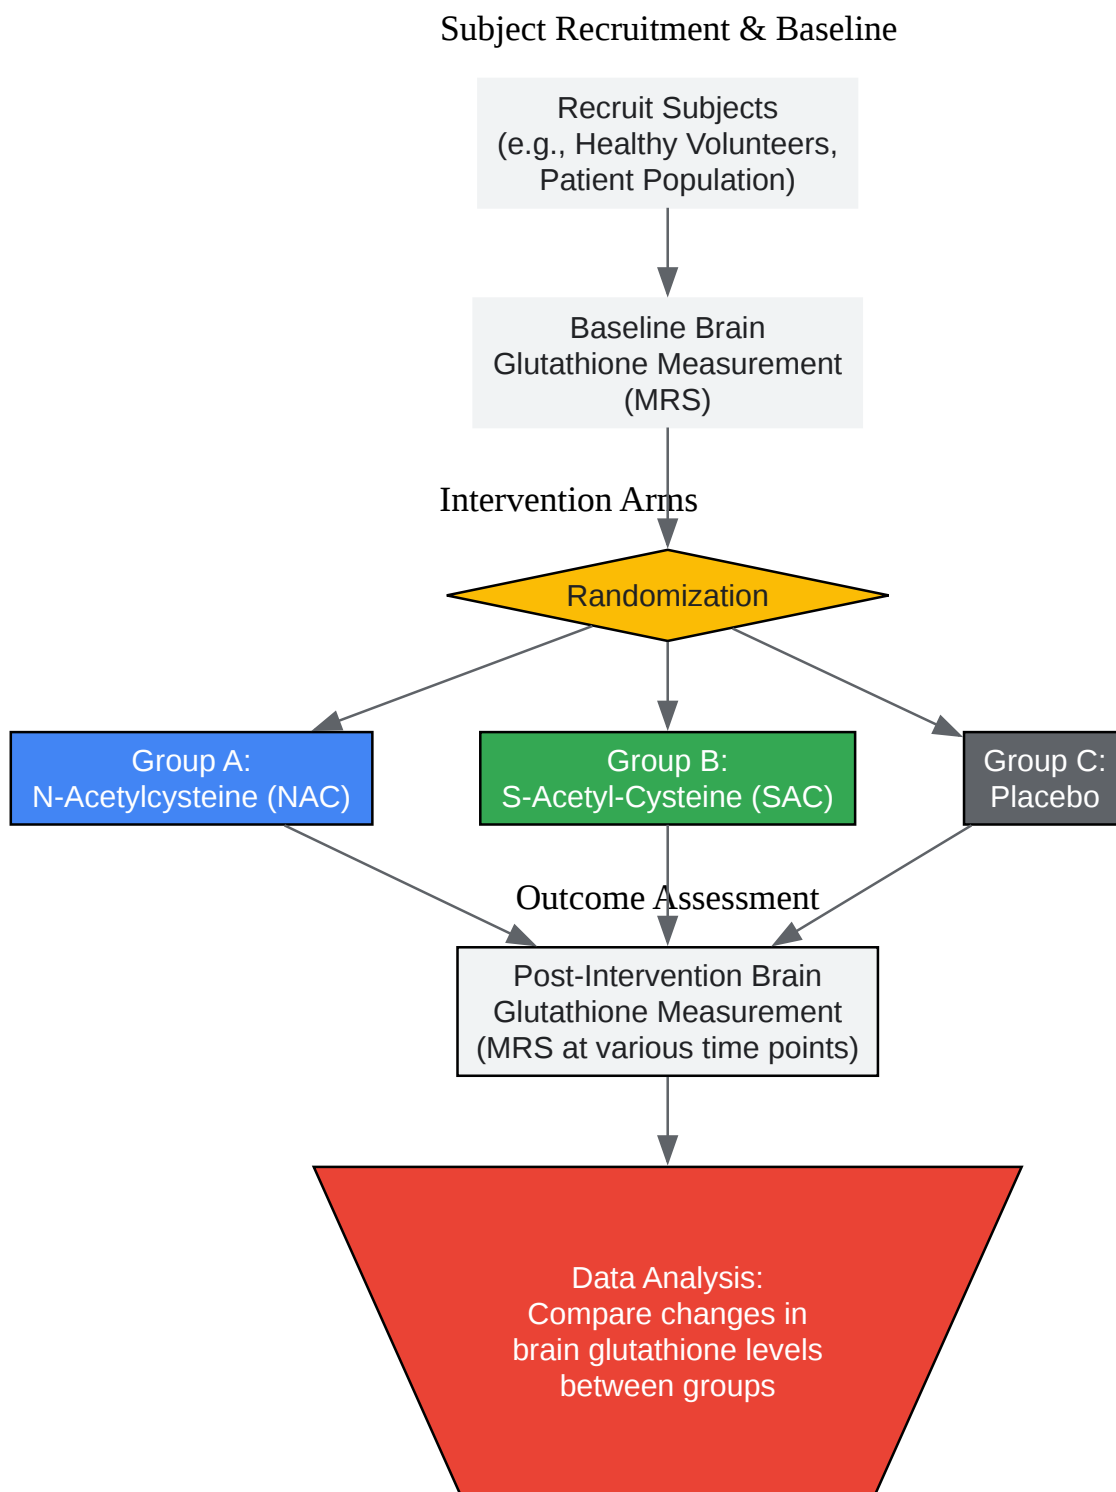 Subject Recruitment & Baseline
Recruit Subjects
(e.g., Healthy Volunteers,
Patient Population)
Baseline Brain
Glutathione Measurement
(MRS)
Intervention Arms
Randomization
Group A:
N-Acetylcysteine (NAC)
Group B:
S-Acetyl-Cysteine (SAC)
Group C:
Placebo
Outcome Assessment
Post-Intervention Brain
Glutathione Measurement
(MRS at various time points)
Data Analysis:
Compare changes in
brain glutathione levels
between groups